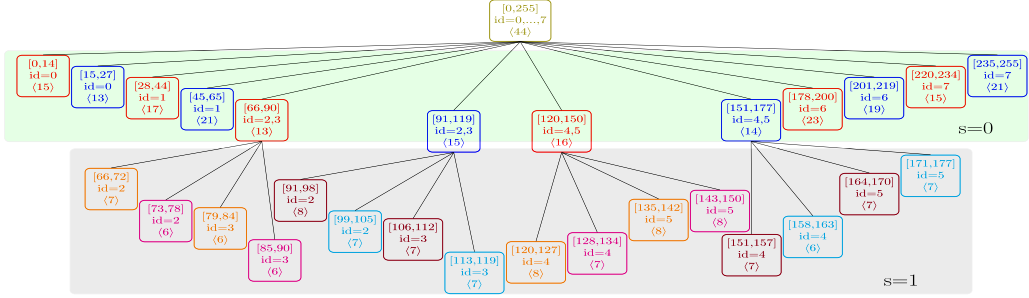 [0,255]
id=0,...,7
⟨44⟩
[0,14]
id=0
⟨15⟩
[15,27]
id=0
⟨13⟩
[28,44]
id=1
⟨17⟩
[45,65]
id=1
⟨21⟩
[66,90]
id=2,3
⟨13⟩
[91,119]
id=2,3
⟨15⟩
[120,150]
id=4,5
⟨16⟩
[151,177]
id=4,5
⟨14⟩
[178,200]
id=6
⟨23⟩
[201,219]
id=6
⟨19⟩
[220,234]
id=7
⟨15⟩
[235,255]
id=7
⟨21⟩
s=0
[66,72]
id=2
⟨7⟩
[73,78]
id=2
⟨6⟩
[79,84]
id=3
⟨6⟩
[85,90]
id=3
⟨6⟩
[91,98]
id=2
⟨8⟩
[99,105]
id=2
⟨7⟩
[106,112]
id=3
⟨7⟩
[113,119]
id=3
⟨7⟩
[120,127]
id=4
⟨8⟩
[128,134]
id=4
⟨7⟩
[135,142]
id=5
⟨8⟩
[143,150]
id=5
⟨8⟩
[151,157]
id=4
⟨7⟩
[158,163]
id=4
⟨6⟩
[164,170]
id=5
⟨7⟩
[171,177]
id=5
⟨7⟩
s=1